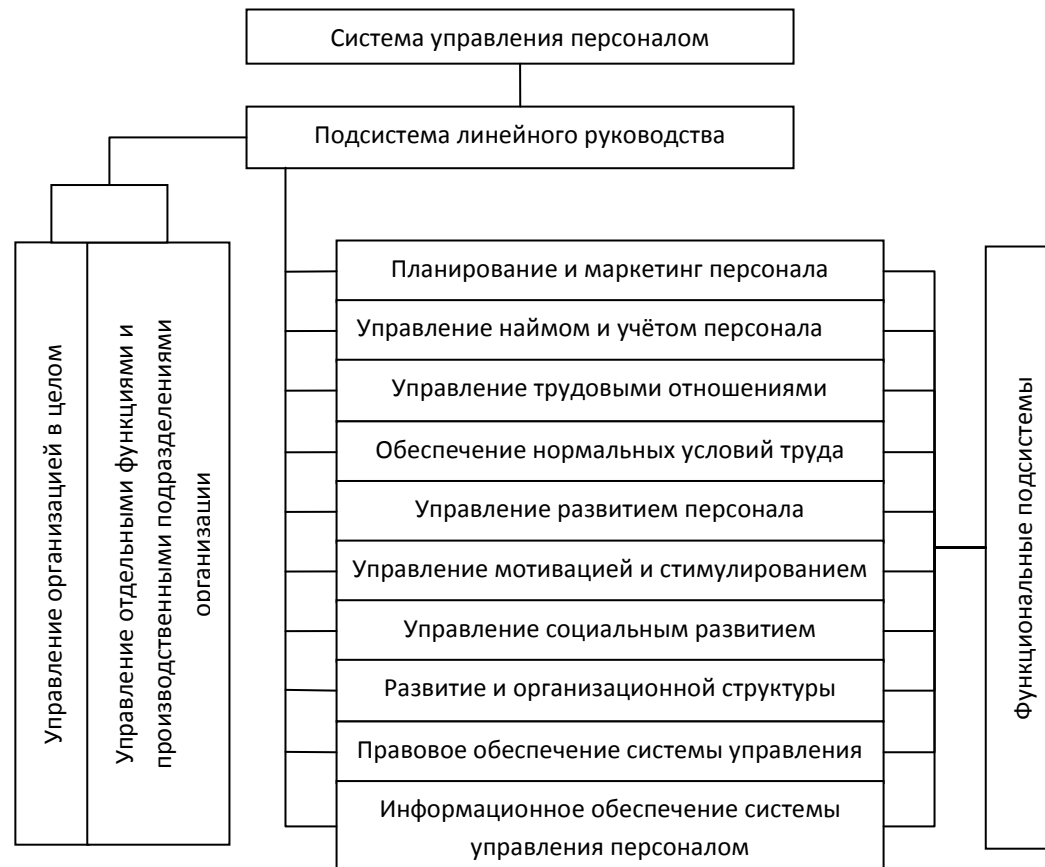 Система управления персоналом
Подсистема линейного руководства
Управление организацией в целом
Управление отдельными функциями и
производственными подразделениями
организации
Планирование и маркетинг персонала
Управление наймом и учётом персонала
Управление трудовыми отношениями
Обеспечение нормальных условий труда
Управление развитием персонала
Управление мотивацией и стимулированием
Управление социальным развитием
Развитие и организационной структуры
Правовое обеспечение системы управления
Информационное обеспечение системы
управления персоналом
Функциональные подсистемы